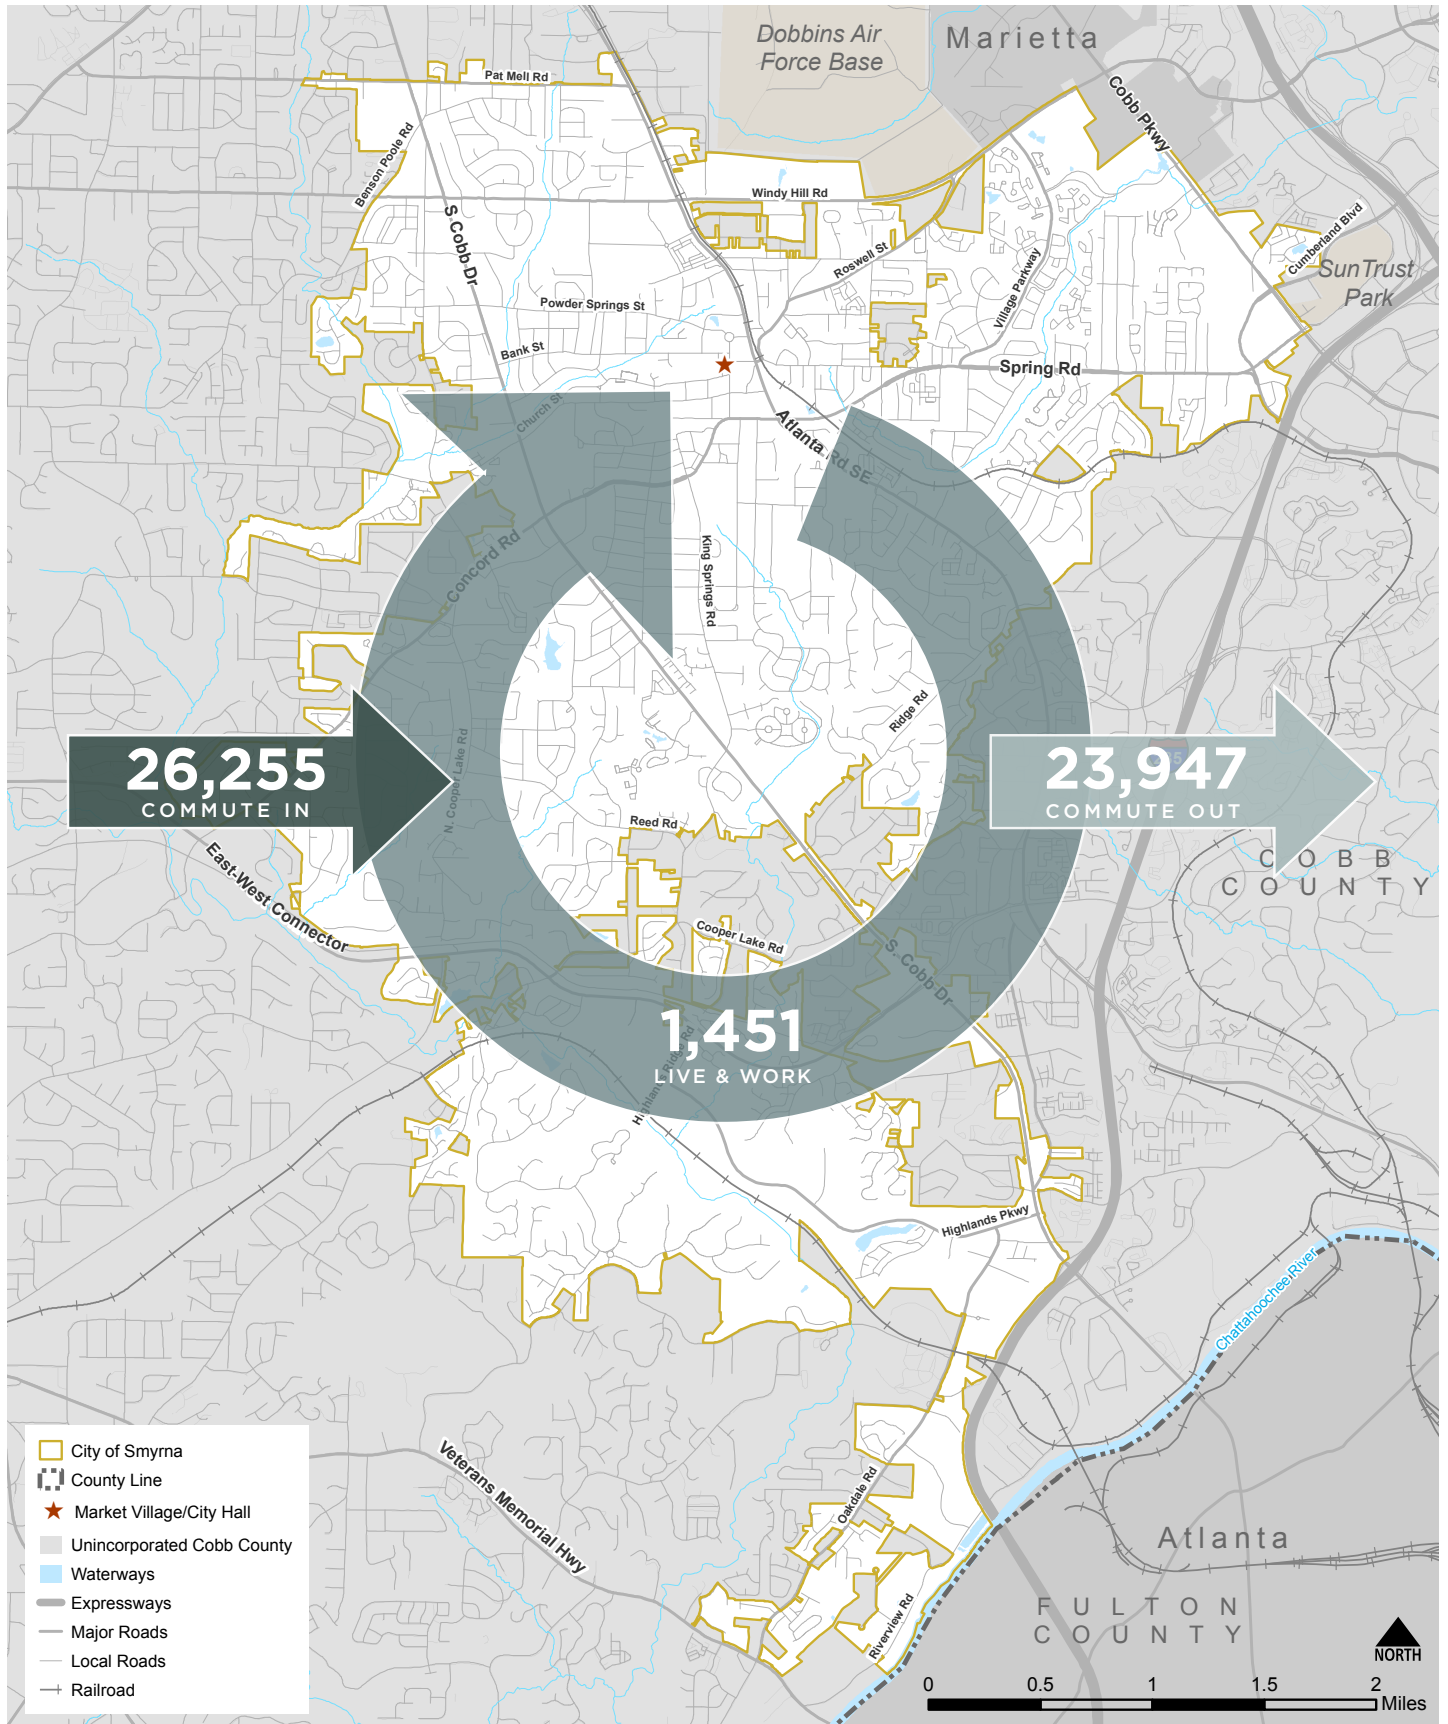 Dobbins Air
Force Base
Marietta
Pat Mell Rd
Cobb Pkwy
Benson Poole Rd
Windy Hill Rd
S Cobb Dr
Roswell St
Cumberland Blvd
SunTrust
Park
Village Parkway
Powder Springs St
Bank St
Spring Rd
Church St
Atlanta Rd SE
Concord Rd
King Springs Rd
Ridge Rd
N. Cooper Lake Rd
26,255
COMMUTE IN
23,947
COMMUTE OUT
Reed Rd
COBB
COUNTY
East-West Connector
Cooper Lake Rd
S. Cobb Dr
1,451
LIVE & WORK
Highlands Ridge Rd
Highlands Pkwy
Chattahoochee River
Veterans Memorial Hwy
Oakdale Rd
Riverview Rd
Atlanta
FULTON
COUNTY
City of Smyrna
County Line
Market Village/City Hall
Unincorporated Cobb County
Waterways
Expressways
Major Roads
Local Roads
Railroad
NORTH
0 0.5 1 1.5 2
Miles